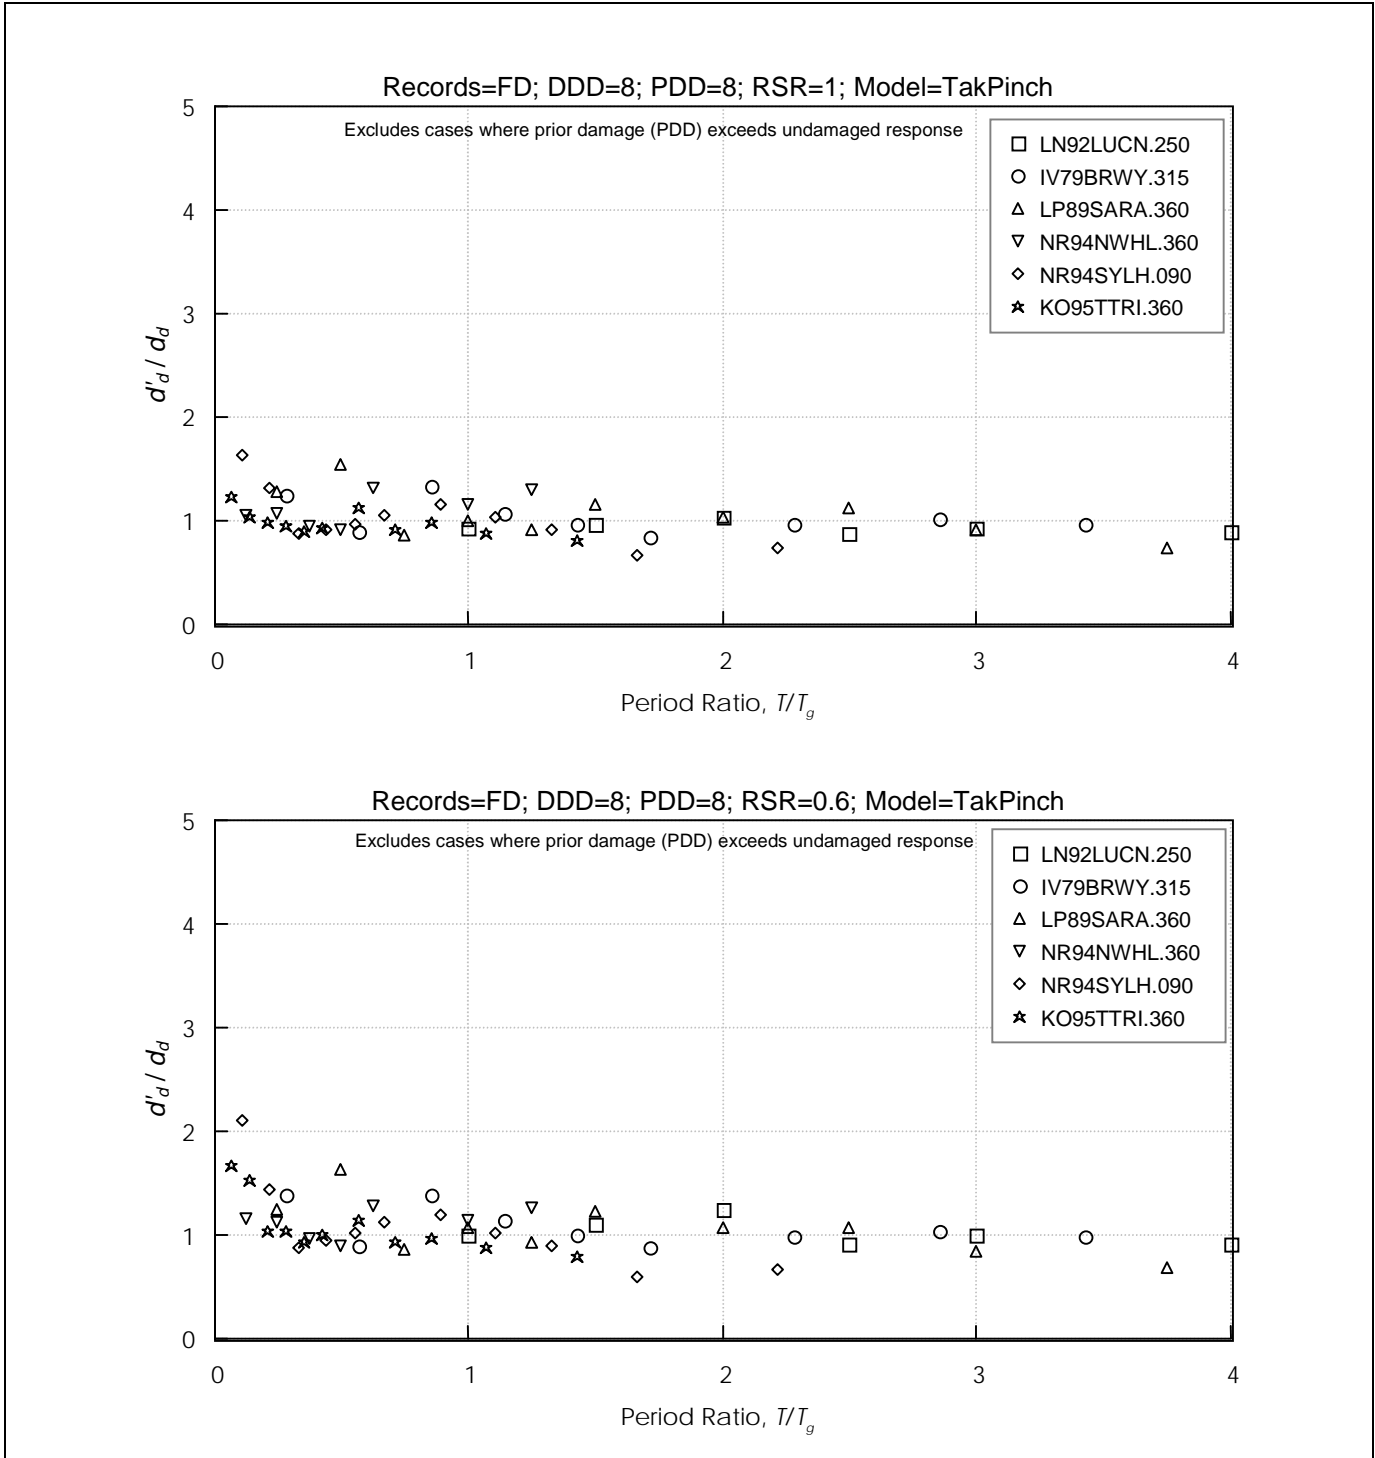 Records=FD; DDD=8; PDD=8; RSR=1; Model=TakPinch
Excludes cases where prior damage (PDD) exceeds undamaged response
LN92LUCN.250
IV79BRWY.315
LP89SARA.360
NR94NWHL.360
NR94SYLH.090
KO95TTRI.360
5
4
3
2
1
0
d'd / dd
0 1 2 3 4
Period Ratio, T/Tg
Records=FD; DDD=8; PDD=8; RSR=0.6; Model=TakPinch
Excludes cases where prior damage (PDD) exceeds undamaged response
LN92LUCN.250
IV79BRWY.315
LP89SARA.360
NR94NWHL.360
NR94SYLH.090
KO95TTRI.360
5
4
3
2
1
0
d'd / dd
0 1 2 3 4
Period Ratio, T/Tg